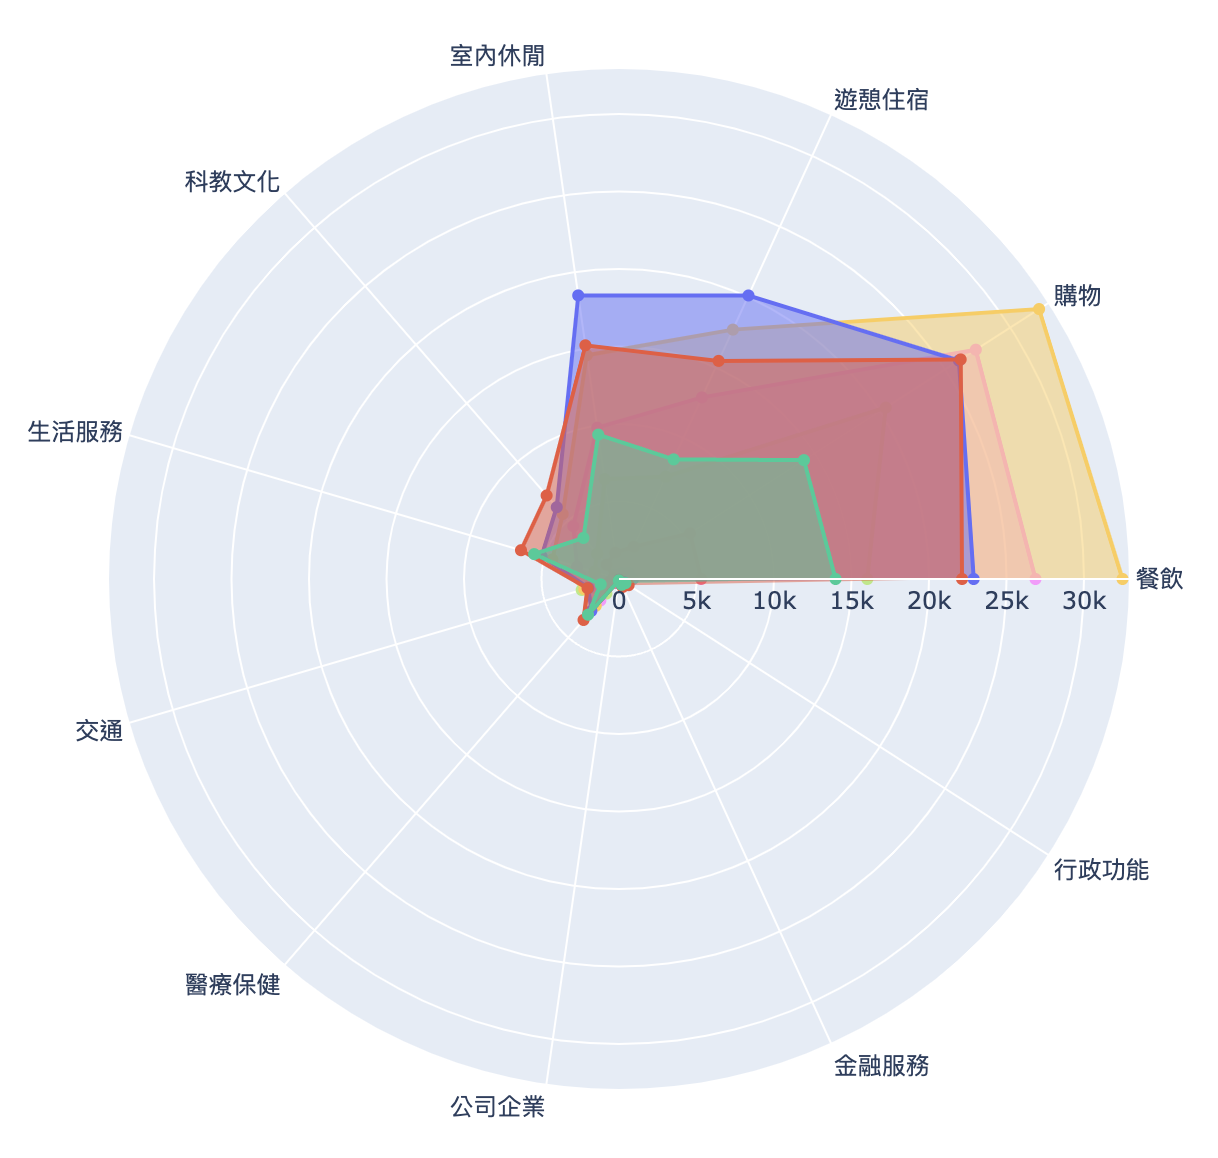 室內休閒
遊憩住宿
科教文化
購物
生活服務
餐飲
0 5k 10k 15k 20k 25k 30k
交通
行政功能
醫療保健
金融服務
公司企業